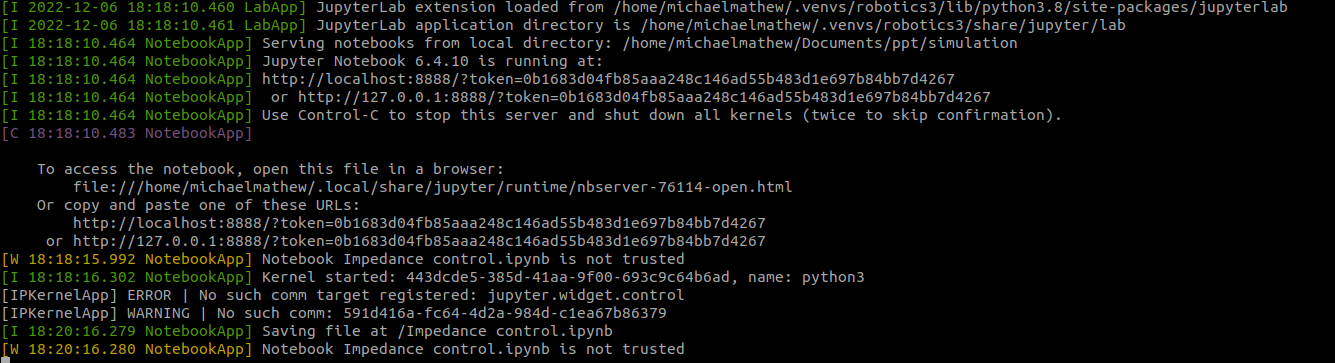 [I 2022-12-06 18:18:10.460 LabApp] JupyterLab extension loaded from /home/michaelmathew/.venvs/robotics3/lib/python3.8/site-packages/jupyterlab
[I 2022-12-06 18:18:10.461 LabApp] JupyterLab application directory is /home/michaelmathew/.venvs/robotics3/share/jupyter/lab
[I 18:18:10.464 NotebookApp] Serving notebooks from local directory: /home/michaelmathew/Documents/ppt/simulation
[I 18:18:10.464 NotebookApp] Jupyter Notebook 6.4.10 is running at:
[I 18:18:10.464 NotebookApp] http://localhost:8888/?token=0b1683d04fb85aaa248c146ad55b483d1e697b84bb7d4267
[I 18:18:10.464 NotebookApp]  or http://127.0.0.1:8888/?token=0b1683d04fb85aaa248c146ad55b483d1e697b84bb7d4267
[I 18:18:10.464 NotebookApp] Use Control-C to stop this server and shut down all kernels (twice to skip confirmation).
[C 18:18:10.483 NotebookApp]
    To access the notebook, open this file in a browser:
        file:///home/michaelmathew/.local/share/jupyter/runtime/nbserver-76114-open.html
    Or copy and paste one of these URLs:
        http://localhost:8888/?token=0b1683d04fb85aaa248c146ad55b483d1e697b84bb7d4267
     or http://127.0.0.1:8888/?token=0b1683d04fb85aaa248c146ad55b483d1e697b84bb7d4267
[W 18:18:15.992 NotebookApp] Notebook Impedance control.ipynb is not trusted
[I 18:18:16.302 NotebookApp] Kernel started: 443dcde5-385d-41aa-9f00-693c9c64b6ad, name: python3
[IPKernelApp] ERROR | No such comm target registered: jupyter.widget.control
[IPKernelApp] WARNING | No such comm: 591d416a-fc64-4d2a-984d-c1ea67b86379
[I 18:20:16.279 NotebookApp] Saving file at /Impedance control.ipynb
[W 18:20:16.280 NotebookApp] Notebook Impedance control.ipynb is not trusted